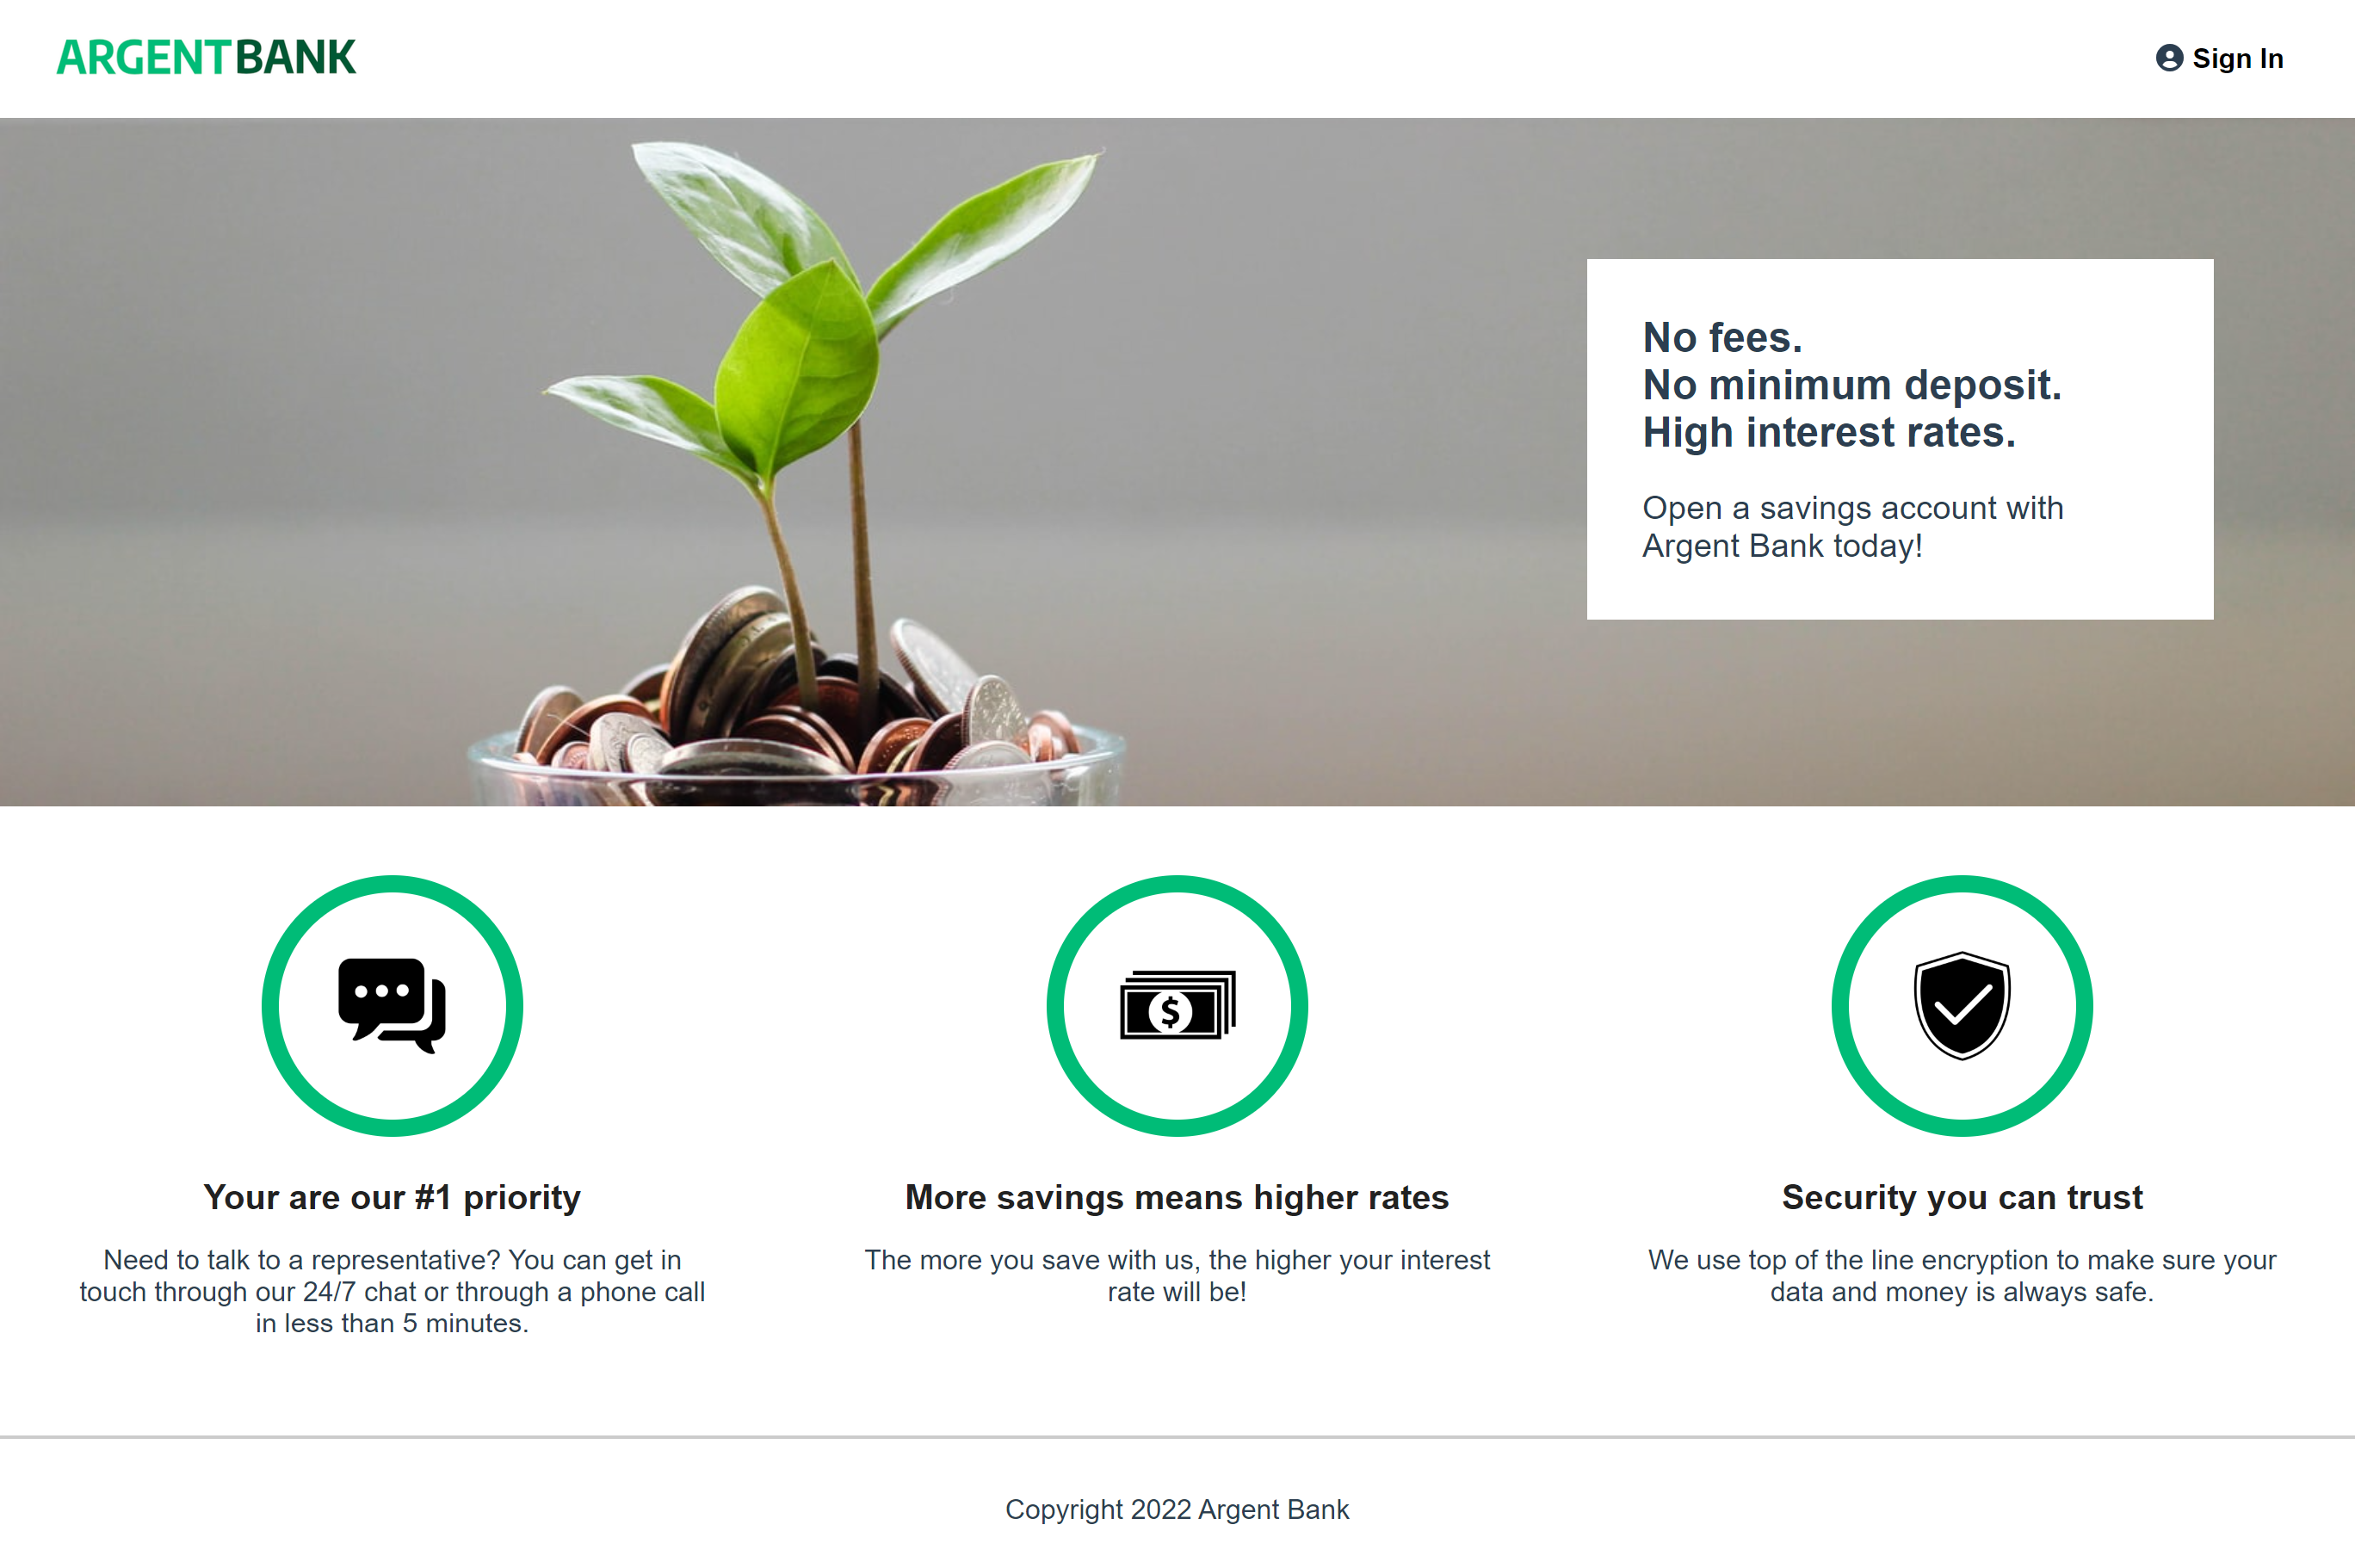 ARGENTBANK
Sign In
No fees.
No minimum deposit.
High interest rates.
Open a savings account with
Argent Bank today!
$
Your are our #1 priority
Need to talk to a representative? You can get in
touch through our 24/7 chat or through a phone call
in less than 5 minutes.
More savings means higher rates
The more you save with us, the higher your interest
rate will be!
Security you can trust
We use top of the line encryption to make sure your
data and money is always safe.
Copyright 2022 Argent Bank